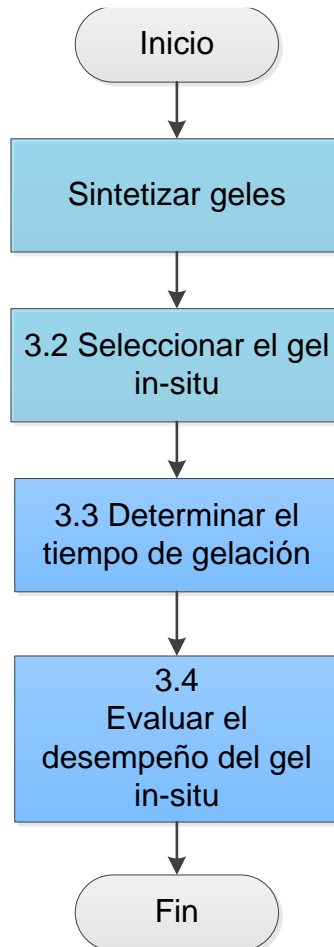 Inicio
Sintetizar geles
3.2 Seleccionar el gel
in-situ
3.3 Determinar el
tiempo de gelación
3.4
Evaluar el
desempeño del gel
in-situ
Fin